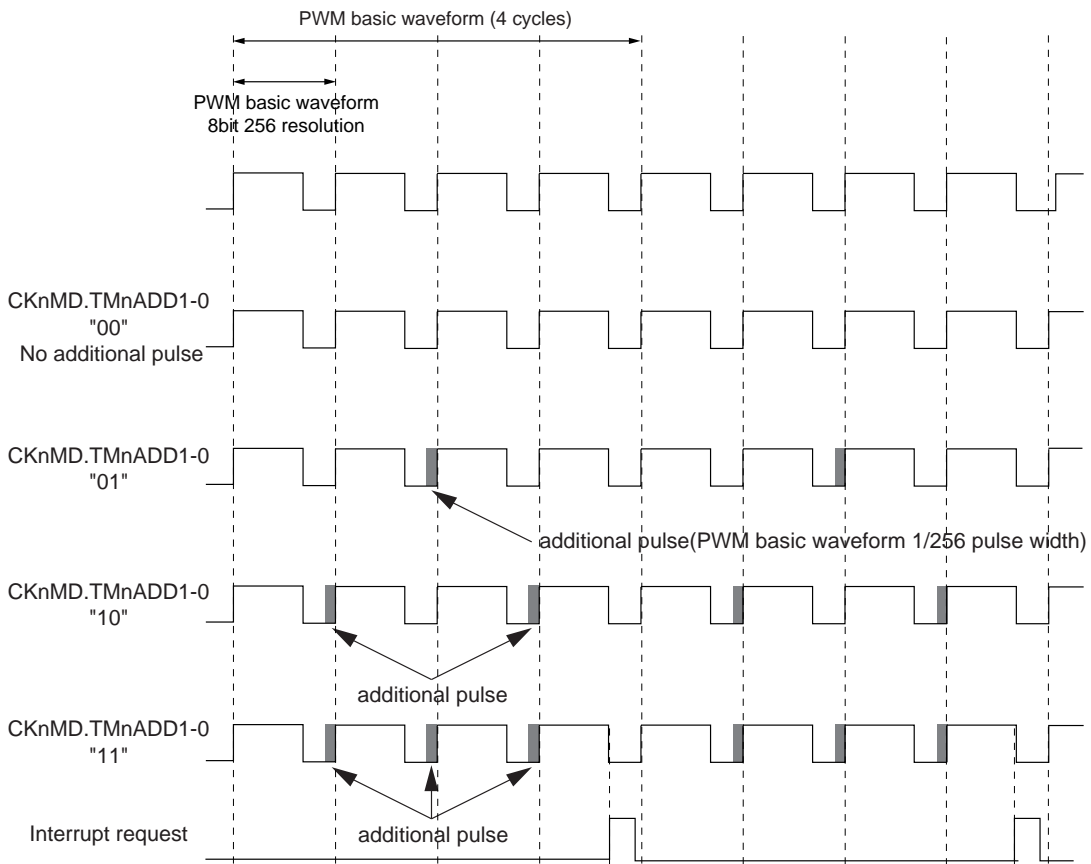 PWM basic waveform (4 cycles)
PWM basic waveform
8bit 256 resolution
CKnMD.TMnADD1-0
"00"
No additional pulse
CKnMD.TMnADD1-0
"01"
additional pulse(PWM basic waveform 1/256 pulse width)
CKnMD.TMnADD1-0
"10"
additional pulse
CKnMD.TMnADD1-0
"11"
additional pulse
Interrupt request